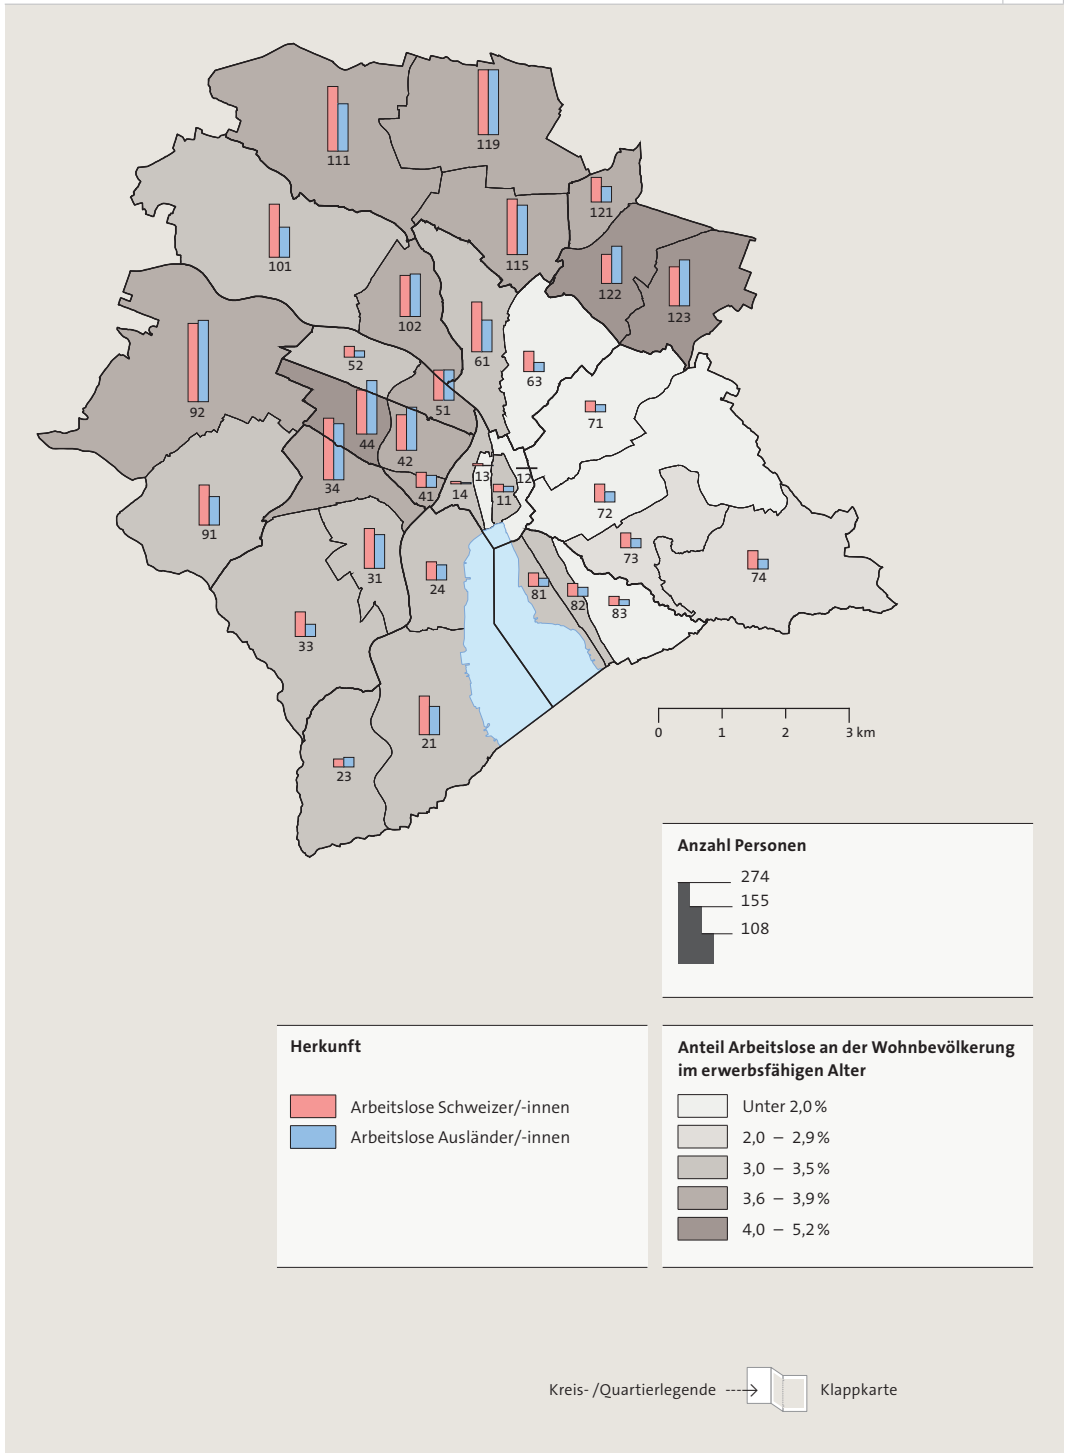 119
111
121
115
101
122
123
102
61
52
63
92
51
71
44
42
13
12
34
41
14
11
72
91
73
31
74
24
81
82
83
33
21
23
0 1 2 3 km
Anzahl Personen
274
155
108
Herkunft
Arbeitslose Schweizer/-innen
Arbeitslose Ausländer/-innen
Anteil Arbeitslose an der Wohnbevölkerung
im erwerbsfähigen Alter
Unter 2,0 %
2,0 – 2,9 %
3,0 – 3,5 %
3,6 – 3,9 %
4,0 – 5,2 %
Kreis- /Quartierlegende
Klappkarte